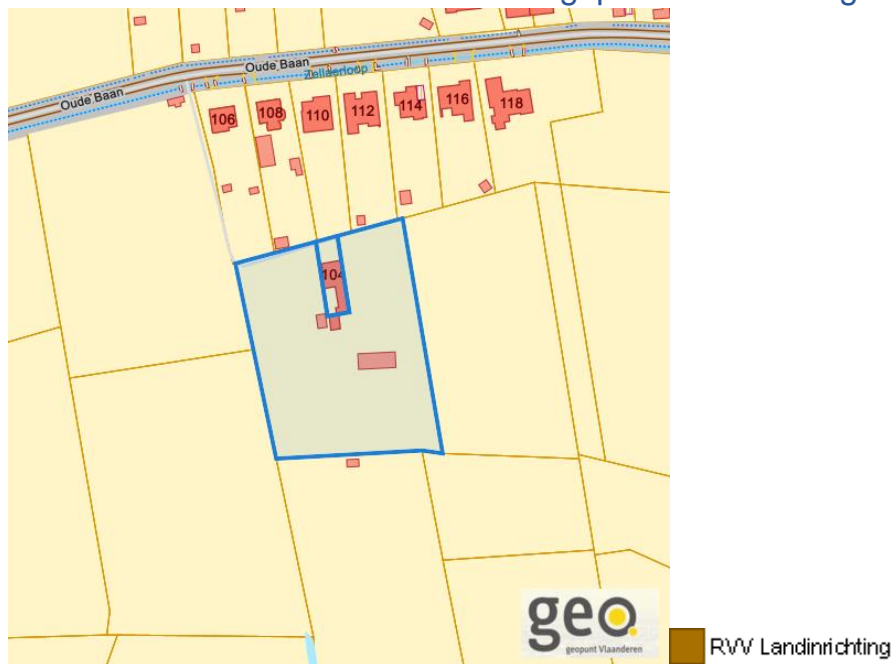 Oude Baan
Oude Baan
Zellaerloop
106
108
110
112
114
116
118
104
geo
geopunt Vlaanderen
RVV Landinrichting